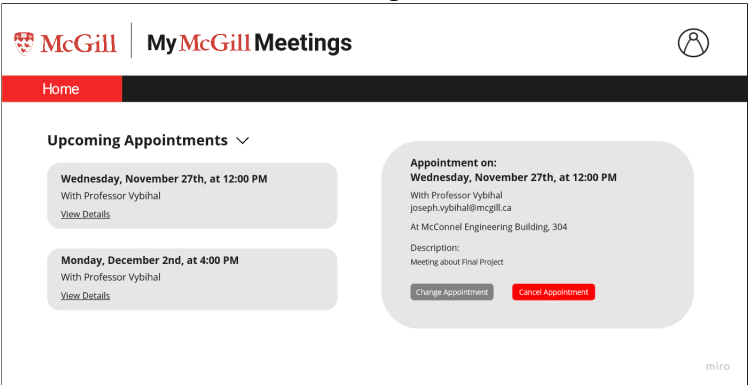 McGill
My McGill Meetings
Home
Upcoming Appointments
Wednesday, November 27th, at 12:00 PM
With Professor Vybihal
View Details
Monday, December 2nd, at 4:00 PM
With Professor Vybihal
View Details
Appointment on:
Wednesday, November 27th, at 12:00 PM
With Professor Vybihal
joseph.vybihal@mcgill.ca
At McConnel Engineering Building, 304
Description:
Meeting about Final Project
Change Appointment
Cancel Appointment
miro